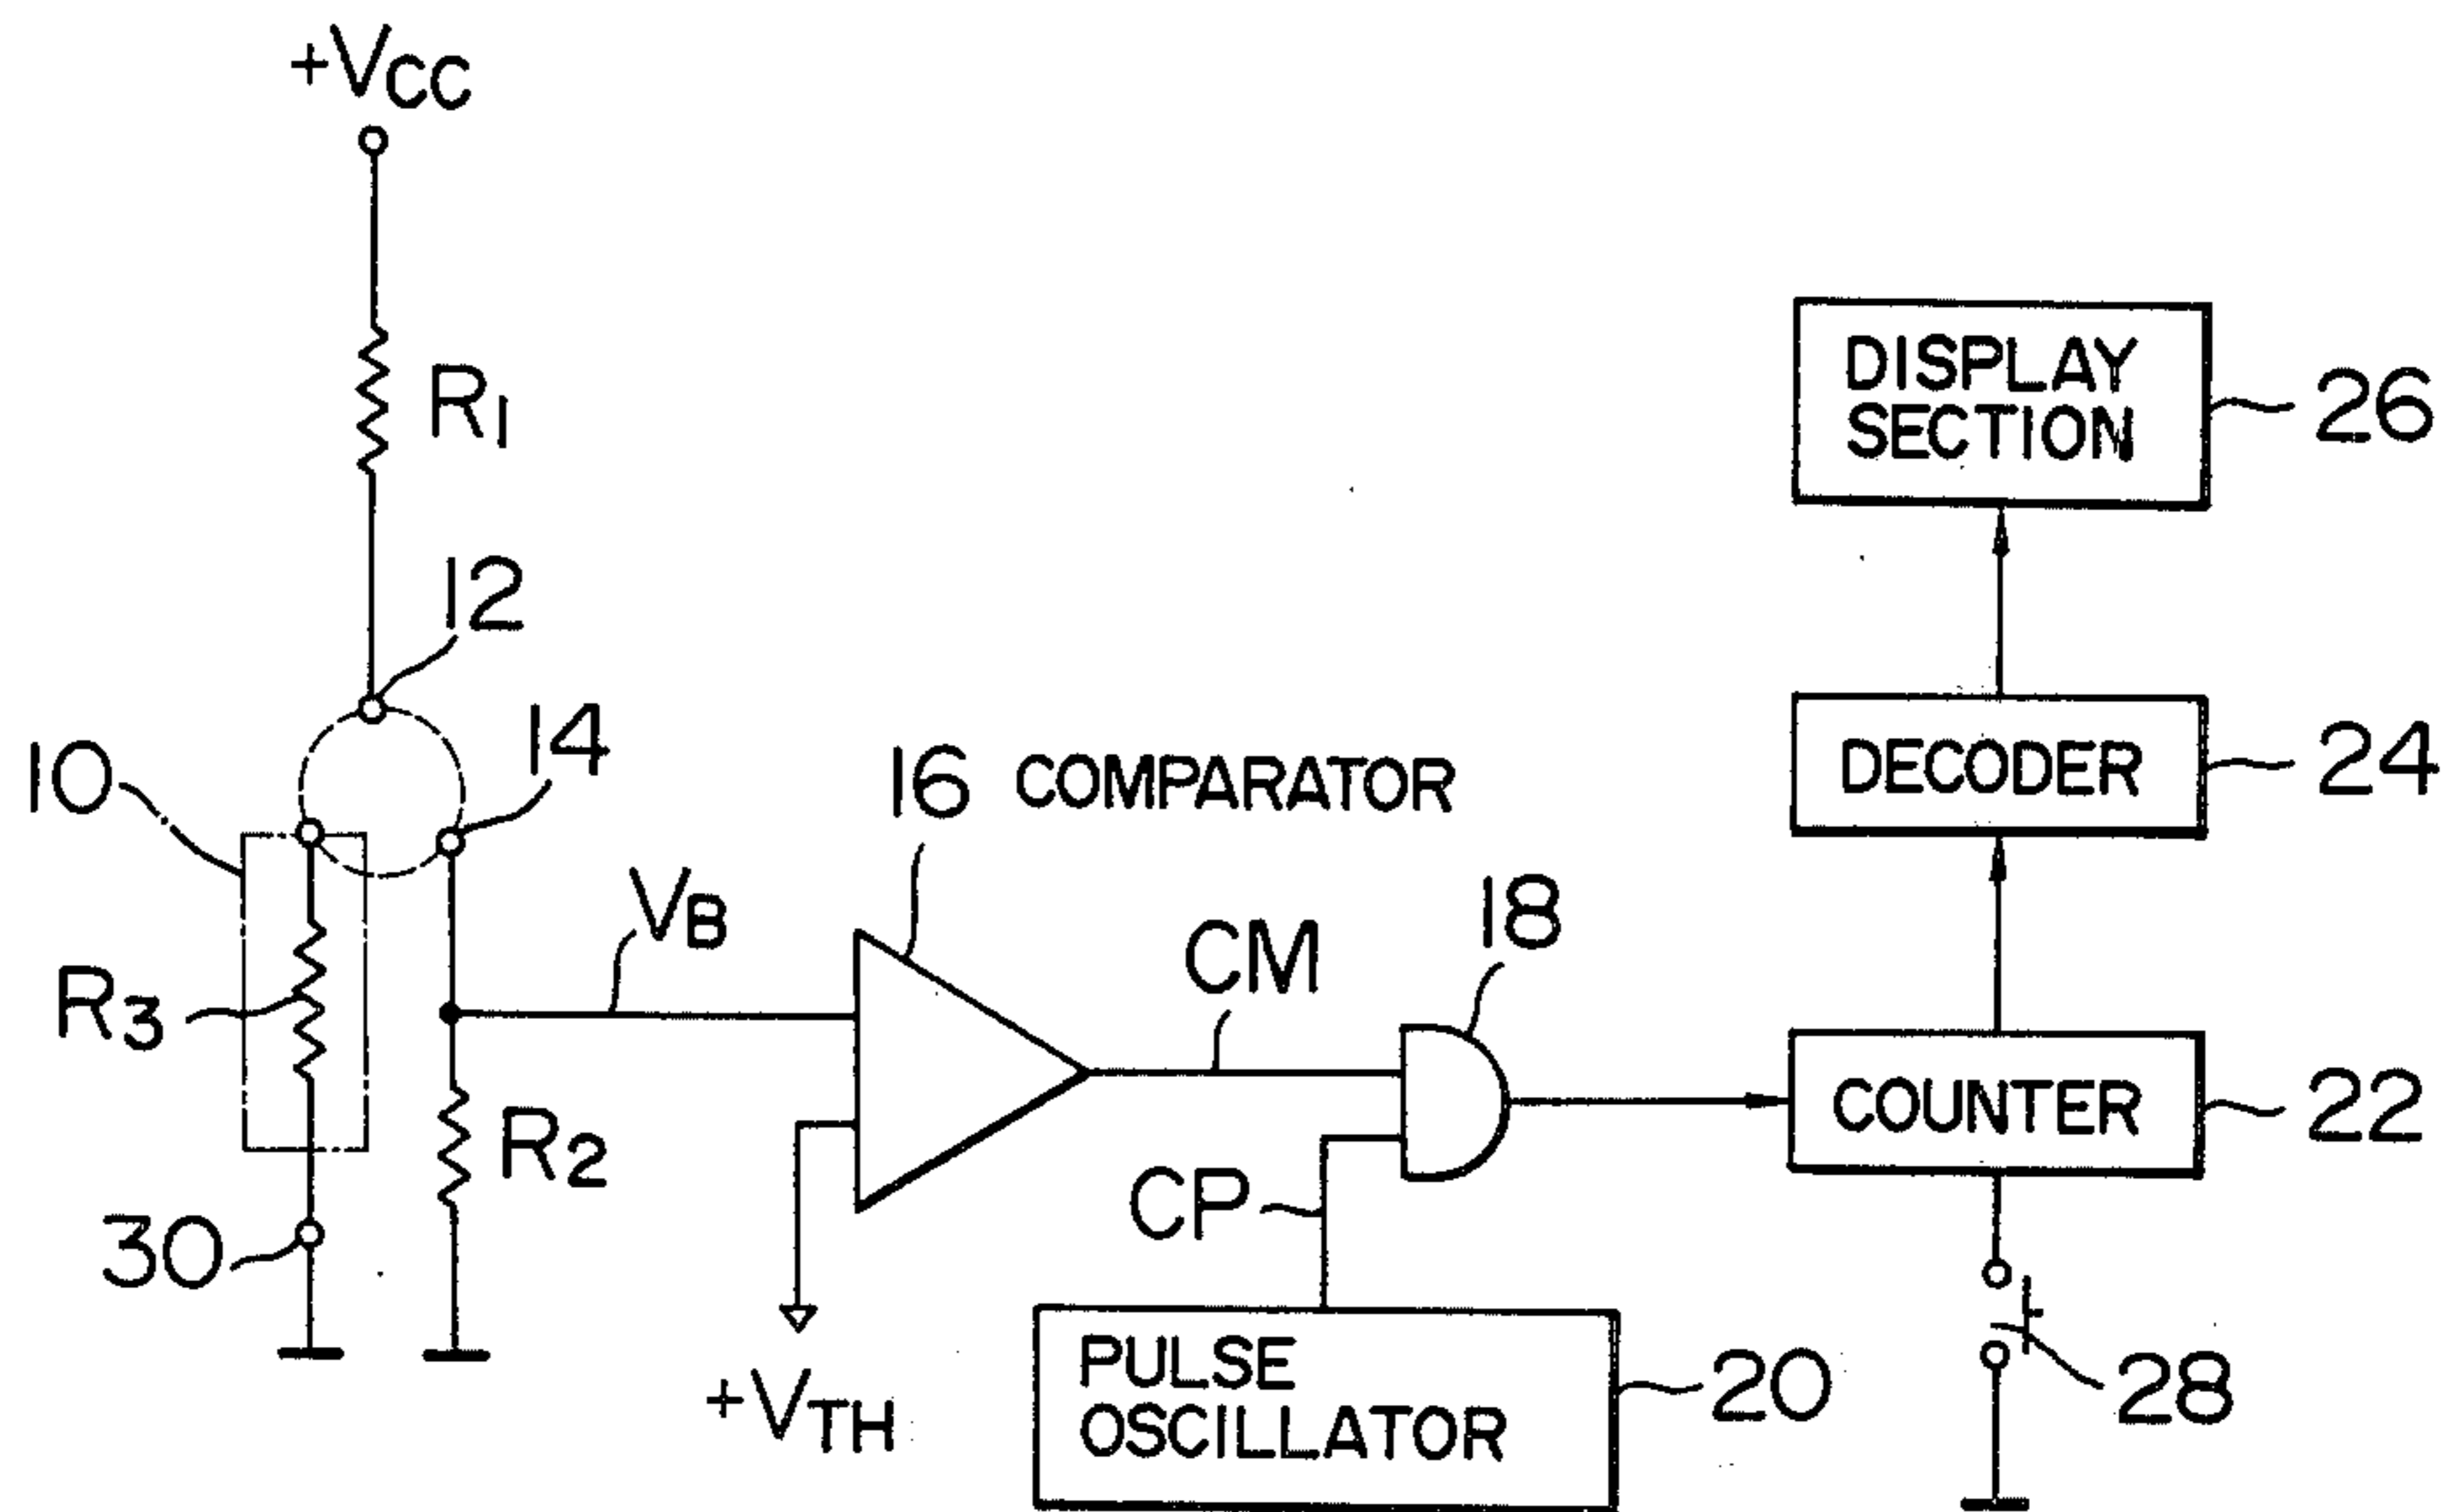 +VCC
R1
12
14
10
16 COMPARATOR
VB
CM
18
R3
R2
30
+VTH
CP
PULSE
OSCILLATOR
20
DISPLAY
SECTION
26
DECODER
24
COUNTER
22
28